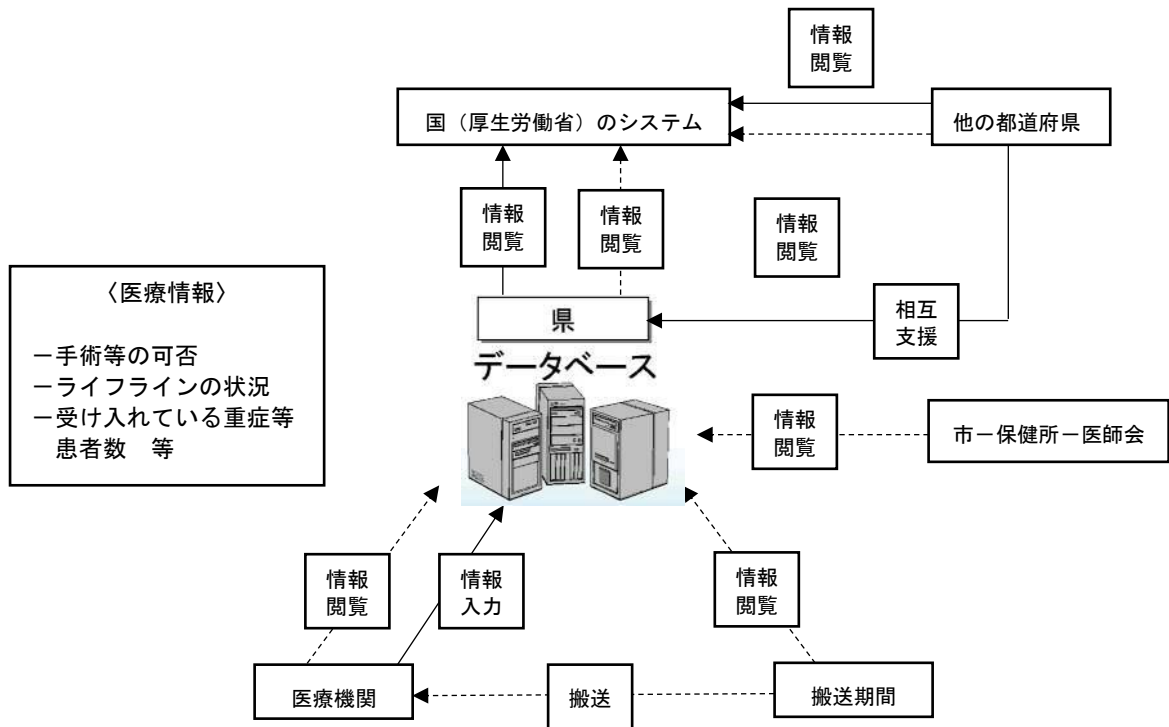 情報
閲覧
国（厚生労働省）のシステム
他の都道府県
情報
閲覧
情報
閲覧
情報
閲覧
〈医療情報〉
－手術等の可否
－ライフラインの状況
－受け入れている重症等
患者数　等
県
データベース
相互
支援
情報
閲覧
市－保健所－医師会
情報
閲覧
情報
入力
情報
閲覧
医療機関
搬送
搬送期間